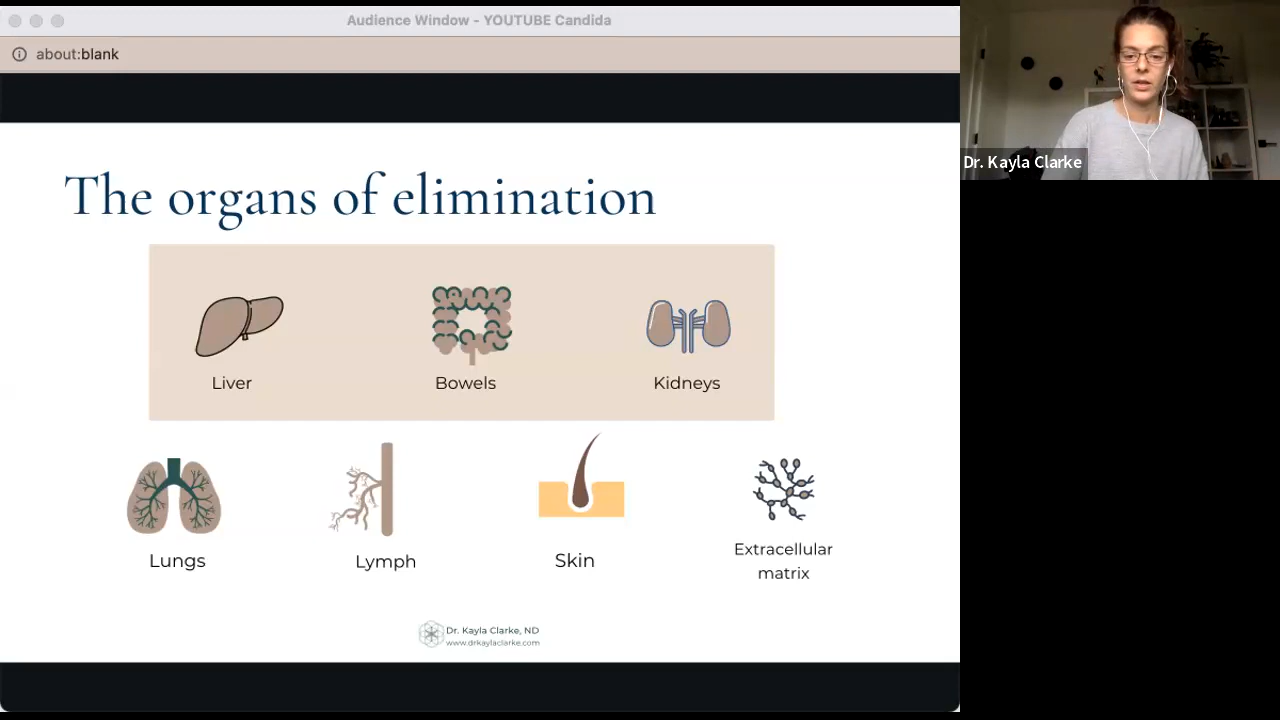 Audience Window - YOUTUBE Candida
about:blank
Dr. Kayla Clarke
The organs of elimination
Liver
Bowels
Kidneys
Lungs
Lymph
Skin
Extracellular
matrix
Dr. Kayla Clarke, ND
www.drkaylaclarke.com